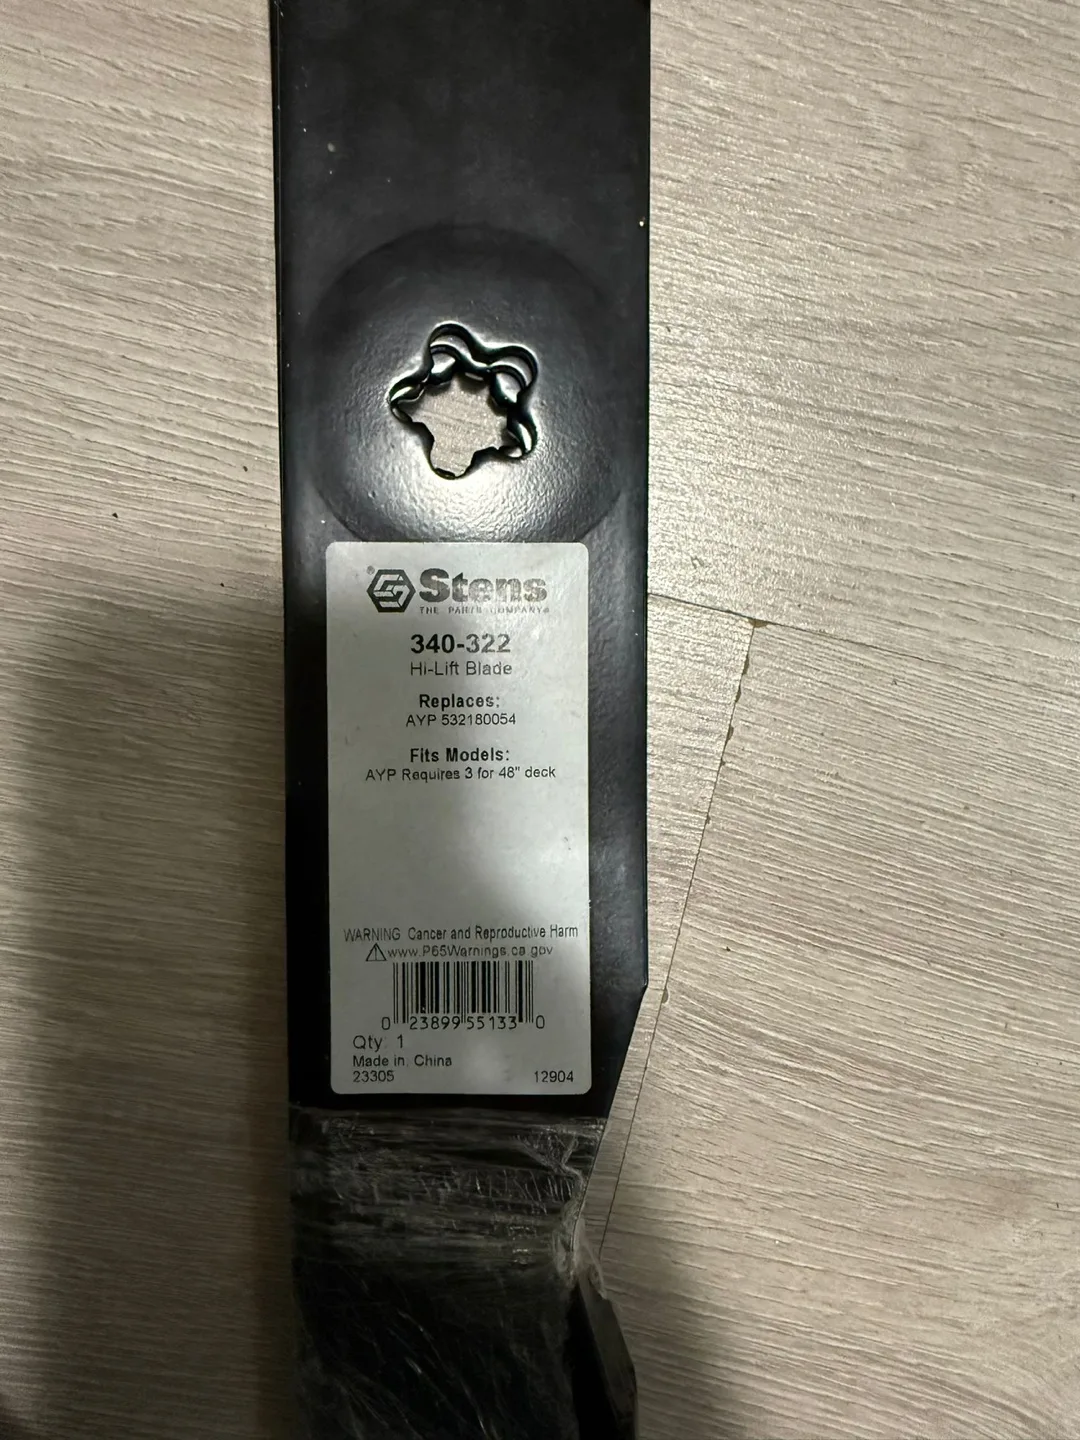 ® Stens
THE PARTS COMPANY®
340-322
Hi-Lift Blade
Replaces:
AYP 532180054
Fits Models:
AYP Requires 3 for 48" deck
WARNING Cancer and Reproductive Harm
www.P65Warnings.ca.gov
0 23899 55133 0
Qty: 1
Made in: China
23305 12904